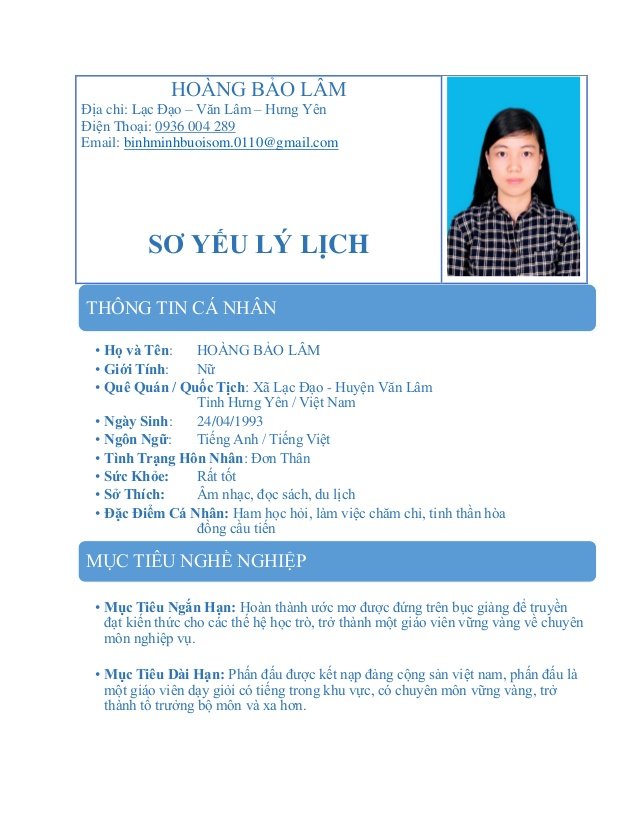 HOÀNG BẢO LÂM
Địa chỉ: Lạc Đạo – Văn Lâm – Hưng Yên
Điện Thoại: 0936 004 289
Email: binhminhbuoisom.0110@gmail.com
SƠ YẾU LÝ LỊCH
THÔNG TIN CÁ NHÂN
• Họ và Tên: HOÀNG BẢO LÂM
• Giới Tính: Nữ
• Quê Quán / Quốc Tịch: Xã Lạc Đạo - Huyện Văn Lâm
Tỉnh Hưng Yên / Việt Nam
• Ngày Sinh: 24/04/1993
• Ngôn Ngữ: Tiếng Anh / Tiếng Việt
• Tình Trạng Hôn Nhân: Đơn Thân
• Sức Khỏe: Rất tốt
• Sở Thích: Âm nhạc, đọc sách, du lịch
• Đặc Điểm Cá Nhân: Ham học hỏi, làm việc chăm chỉ, tinh thần hòa
đồng cầu tiến
MỤC TIÊU NGHỀ NGHIỆP
• Mục Tiêu Ngắn Hạn: Hoàn thành ước mơ được đứng trên bục giảng để truyền
đạt kiến thức cho các thế hệ học trò, trở thành một giáo viên vững vàng về chuyên
môn nghiệp vụ.
• Mục Tiêu Dài Hạn: Phấn đấu được kết nạp đảng cộng sản việt nam, phấn đấu là
một giáo viên dạy giỏi có tiếng trong khu vực, có chuyên môn vững vàng, trở
thành tổ trưởng bộ môn và xa hơn.